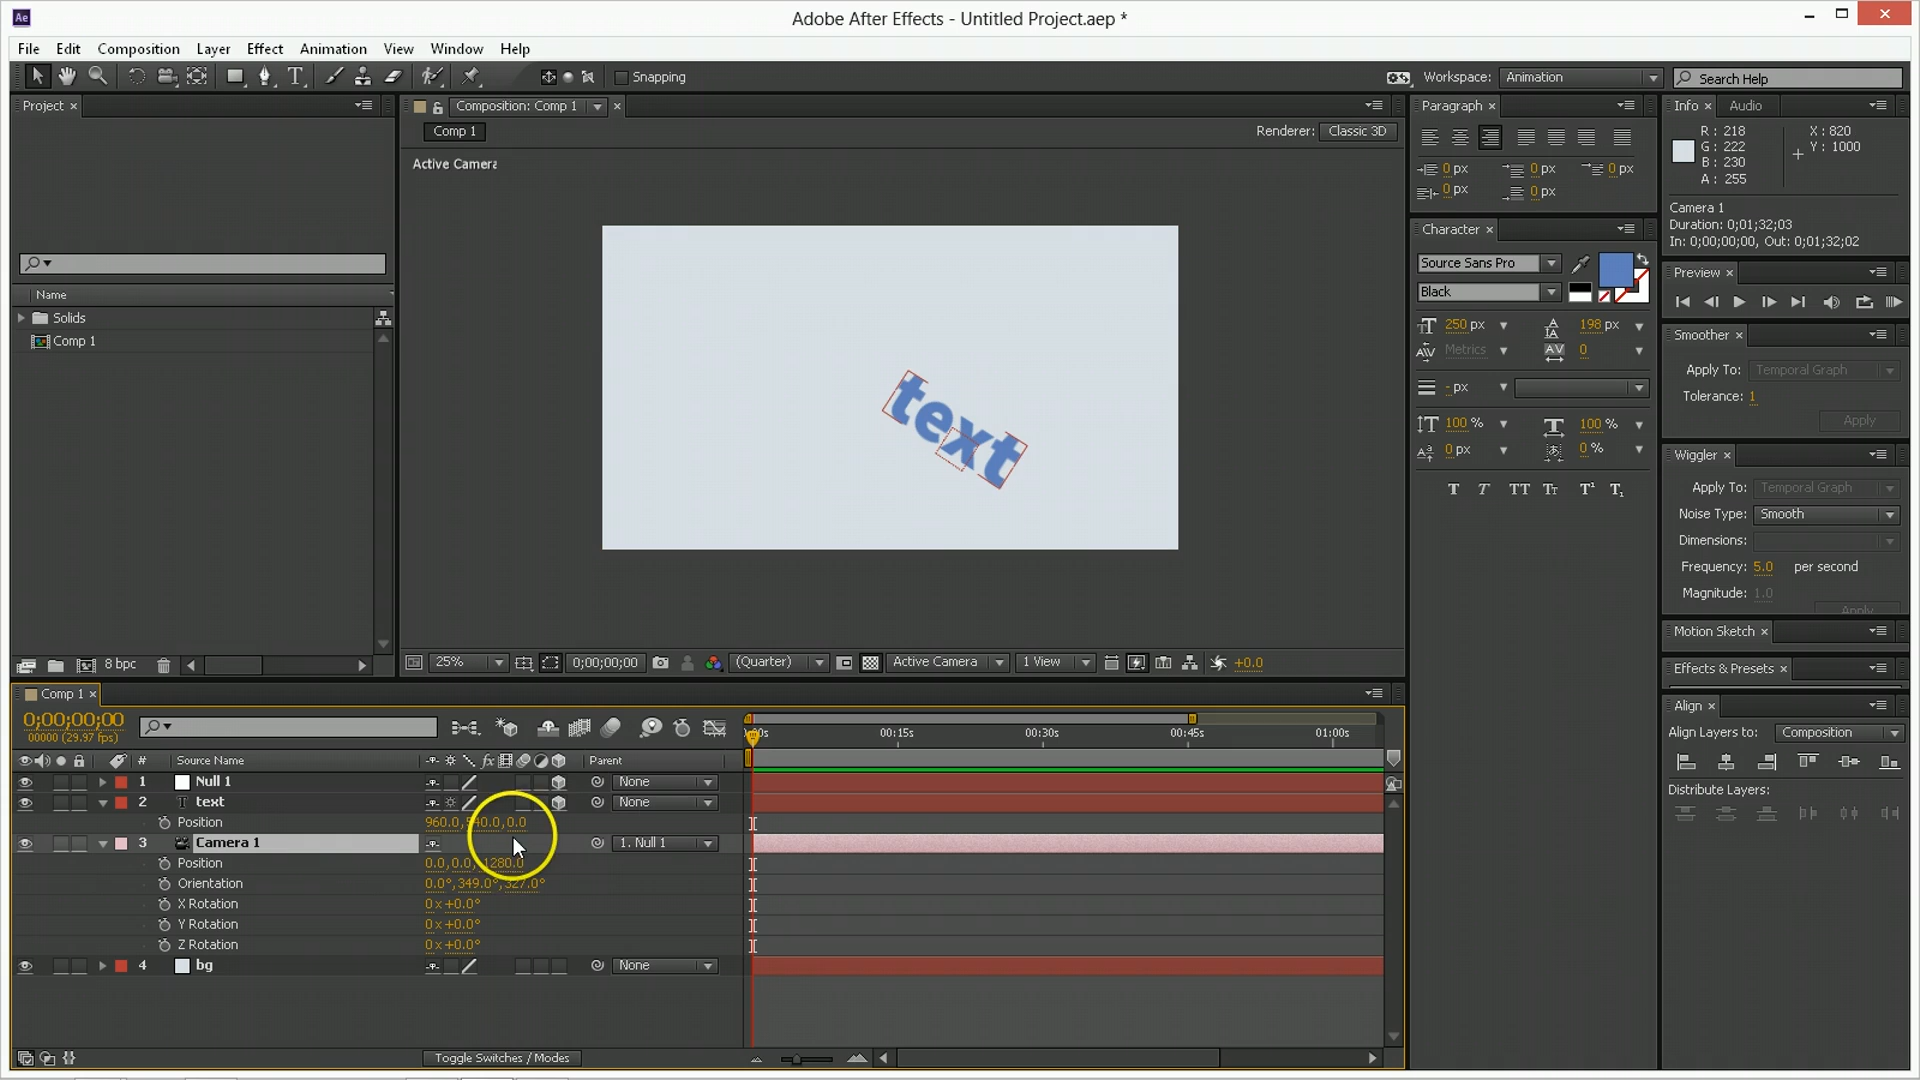 Ae
Adobe After Effects - Untitled Project.aep *
File Edit Composition Layer Effect Animation View Window Help
Snapping
Workspace: Animation
Search Help
Project ×
Name
Solids
Comp 1
8 bpc
Composition: Comp 1 ×
Comp 1
Renderer: Classic 3D
Active Camera
text
25% 0;00;00;00 (Quarter) Active Camera 1 View +0.0
Paragraph ×
0 px 0 px 0 px
0 px 0 px
Character ×
Source Sans Pro
Black
250 px 198 px
Metrics 0
- px
100 % 100 %
0 px 0 %
T T TT Tт T¹ T₁
Info × Audio
R: 218 X: 820
G: 222 Y: 1000
B: 230
A: 255
Camera 1
Duration: 0;01;32;03
In: 0;00;00;00, Out: 0;01;32;02
Preview ×
Smoother ×
Apply To: Temporal Graph
Tolerance: 1
Apply
Wiggler ×
Apply To: Temporal Graph
Noise Type: Smooth
Dimensions:
Frequency: 5.0 per second
Magnitude: 1.0
Apply
Motion Sketch ×
Effects & Presets ×
Align ×
Align Layers to: Composition
Distribute Layers:
Comp 1 ×
0;00;00;00
00000 (29.97 fps)
00:15s 00:30s 00:45s 01:00s
# Source Name fx Parent
1 Null 1 None
2 T text None
Position 960.0, 0.0
3 Camera 1 1. Null 1
Position 0.0,0.0, 1280.0
Orientation 0.0°,349.0°,327.0°
X Rotation 0x+0.0°
Y Rotation 0x+0.0°
Z Rotation 0x+0.0°
4 bg None
Toggle Switches / Modes